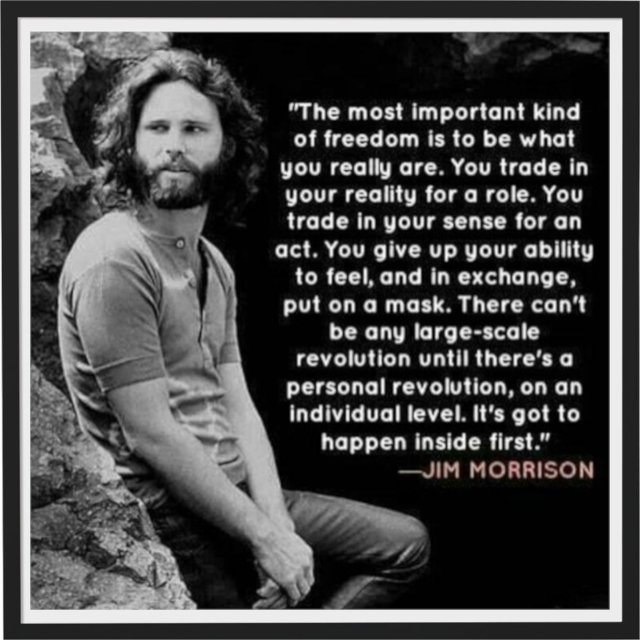 "The most important kind
of freedom is to be what
you really are. You trade in
your reality for a role. You
trade in your sense for an
act. You give up your ability
to feel, and in exchange,
put on a mask. There can't
be any large-scale
revolution until there's a
personal revolution, on an
individual level. It's got to
happen inside first."
—JIM MORRISON